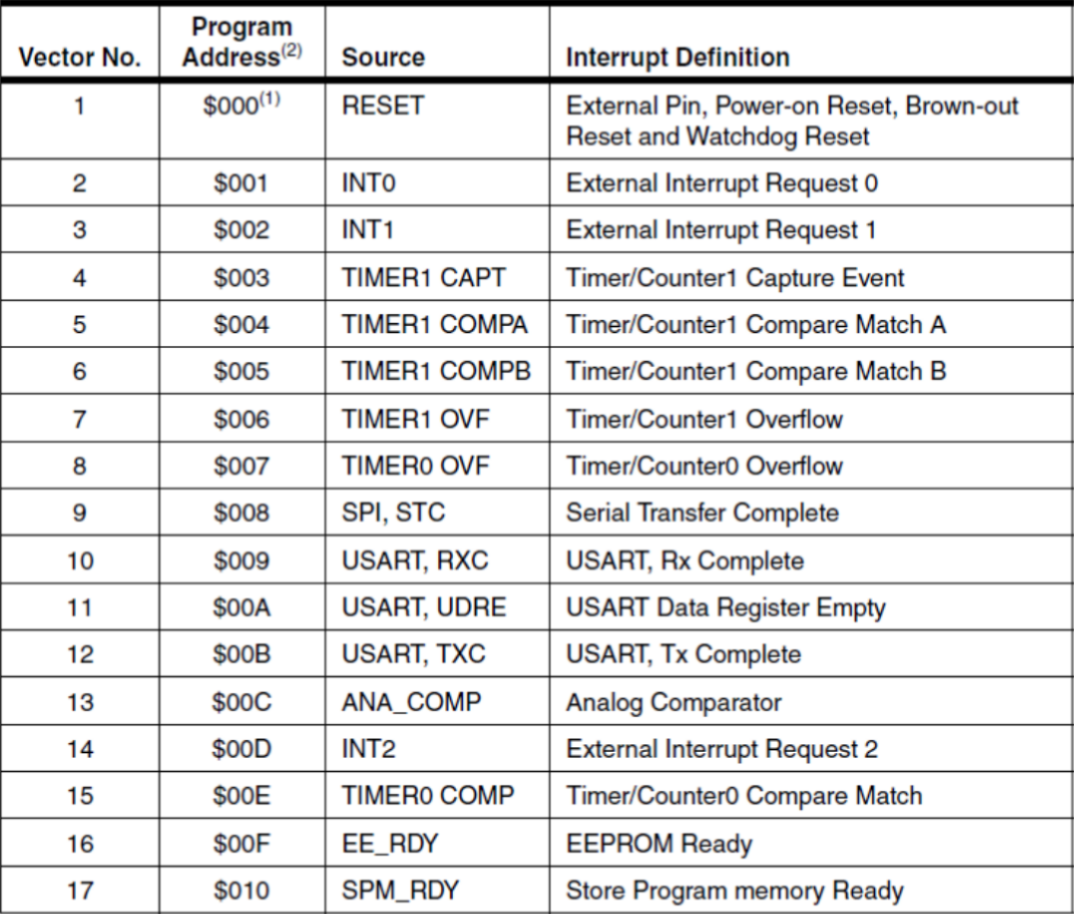 Vector No. Program Address(2) Source Interrupt Definition
1 $000(1) RESET External Pin, Power-on Reset, Brown-out
Reset and Watchdog Reset
2 $001 INT0 External Interrupt Request 0
3 $002 INT1 External Interrupt Request 1
4 $003 TIMER1 CAPT Timer/Counter1 Capture Event
5 $004 TIMER1 COMPA Timer/Counter1 Compare Match A
6 $005 TIMER1 COMPB Timer/Counter1 Compare Match B
7 $006 TIMER1 OVF Timer/Counter1 Overflow
8 $007 TIMER0 OVF Timer/Counter0 Overflow
9 $008 SPI, STC Serial Transfer Complete
10 $009 USART, RXC USART, Rx Complete
11 $00A USART, UDRE USART Data Register Empty
12 $00B USART, TXC USART, Tx Complete
13 $00C ANA_COMP Analog Comparator
14 $00D INT2 External Interrupt Request 2
15 $00E TIMER0 COMP Timer/Counter0 Compare Match
16 $00F EE_RDY EEPROM Ready
17 $010 SPM_RDY Store Program memory Ready